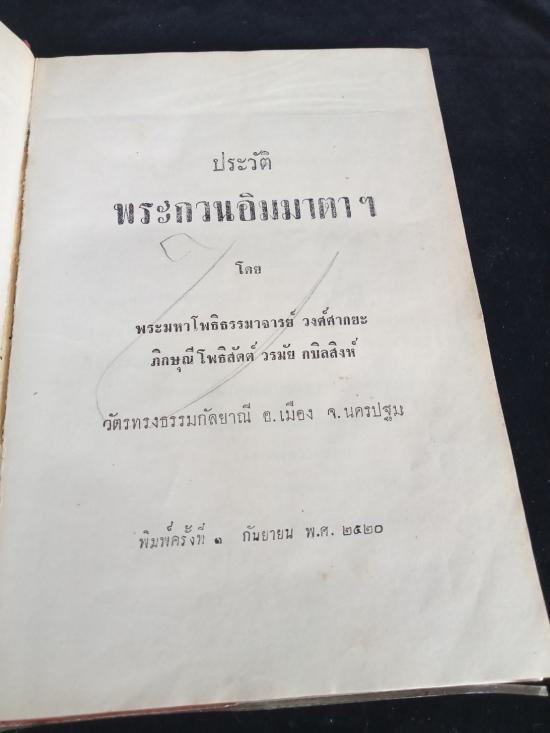 ประวัติ
พระกวนอิมมาตา ฯ
โดย
พระมหาโพธิธรรมาจารย์ วงศ์ศากยะ
ภิกษุณี โพธิสัตต์ วรมัย กบิลสิงห์
วัตรทรงธรรมกัลยาณี อ.เมือง จ.นครปฐม
พิมพ์ครั้งที่ ๑ กันยายน พ.ศ. ๒๕๒๐